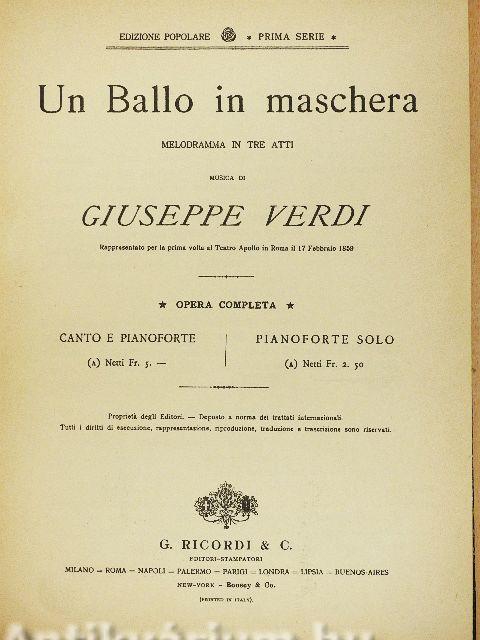 EDIZIONE POPOLARE * PRIMA SERIE *
Un Ballo in maschera
MELODRAMMA IN TRE ATTI
MUSICA DI
GIUSEPPE VERDI
Rappresentato per la prima volta al Teatro Apollo in Roma il 17 Febbraio 1859
★ OPERA COMPLETA ★
CANTO E PIANOFORTE
(A) Netti Fr. 5. —
PIANOFORTE SOLO
(A) Netti Fr. 2. 50
Proprietà degli Editori. — Deposto a norma dei trattati internazionali.
Tutti i diritti di esecuzione, rappresentazione, riproduzione, traduzione e trascrizione sono riservati.
G. RICORDI & C.
EDITORI-STAMPATORI
MILANO — ROMA — NAPOLI — PALERMO — PARIGI — LONDRA — LIPSIA — BUENOS-AIRES
NEW-YORK - Boosey & Co.
(PRINTED IN ITALY).
Antikvárium.hu